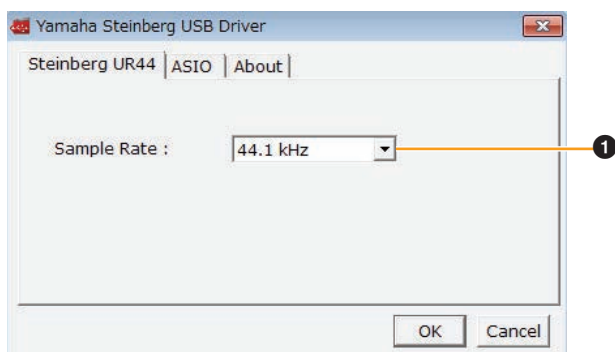 Yamaha Steinberg USB Driver
Steinberg UR44 ASIO About
Sample Rate : 44.1 kHz
1
OK Cancel